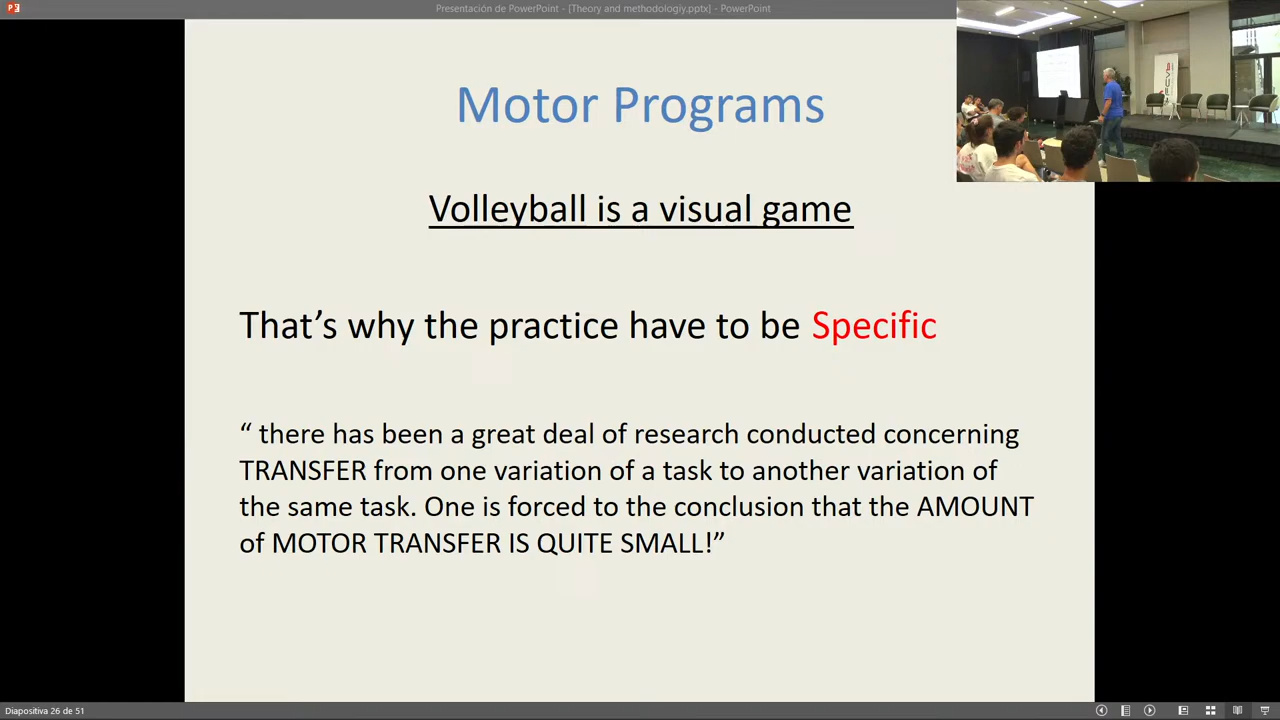 Presentación de PowerPoint - [Theory and methodologiy.pptx] - PowerPoint
Motor Programs
Volleyball is a visual game
That’s why the practice have to be Specific
“ there has been a great deal of research conducted concerning
TRANSFER from one variation of a task to another variation of
the same task. One is forced to the conclusion that the AMOUNT
of MOTOR TRANSFER IS QUITE SMALL!”
Diapositiva 26 de 51